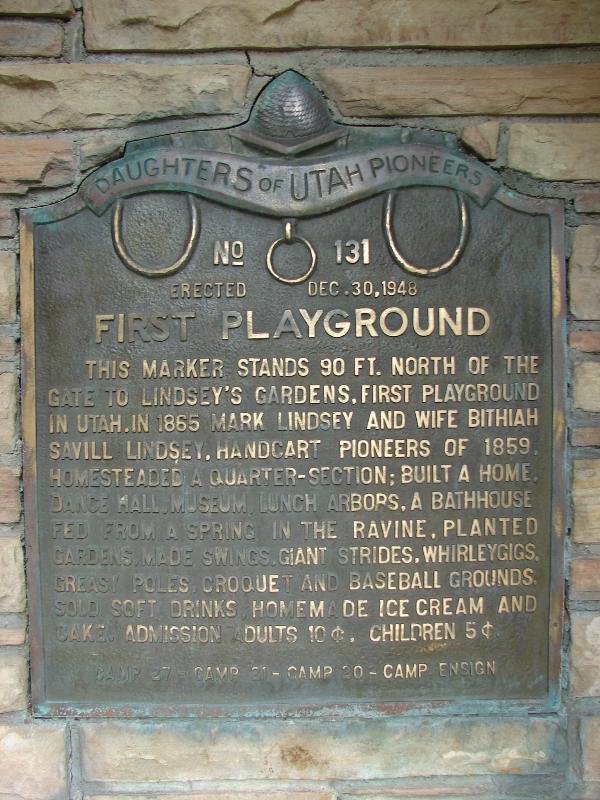 DAUGHTERS OF UTAH PIONEERS
No 131
ERECTED DEC. 30, 1948
FIRST PLAYGROUND
THIS MARKER STANDS 90 FT. NORTH OF THE
GATE TO LINDSEY'S GARDENS, FIRST PLAYGROUND
IN UTAH. IN 1865 MARK LINDSEY AND WIFE BITHIAH
SAVILL LINDSEY, HANDCART PIONEERS OF 1859,
HOMESTEADED A QUARTER-SECTION; BUILT A HOME,
DANCE HALL, MUSEUM, LUNCH ARBORS, A BATHHOUSE
FED FROM A SPRING IN THE RAVINE, PLANTED
GARDENS, MADE SWINGS, GIANT STRIDES, WHIRLEYGIGS,
GREASY POLES, CROQUET AND BASEBALL GROUNDS,
SOLD SOFT DRINKS, HOMEMADE ICE CREAM AND
CAKE. ADMISSION ADULTS 10¢, CHILDREN 5¢
CAMP 27 - CAMP 21 - CAMP 20 - CAMP ENSIGN